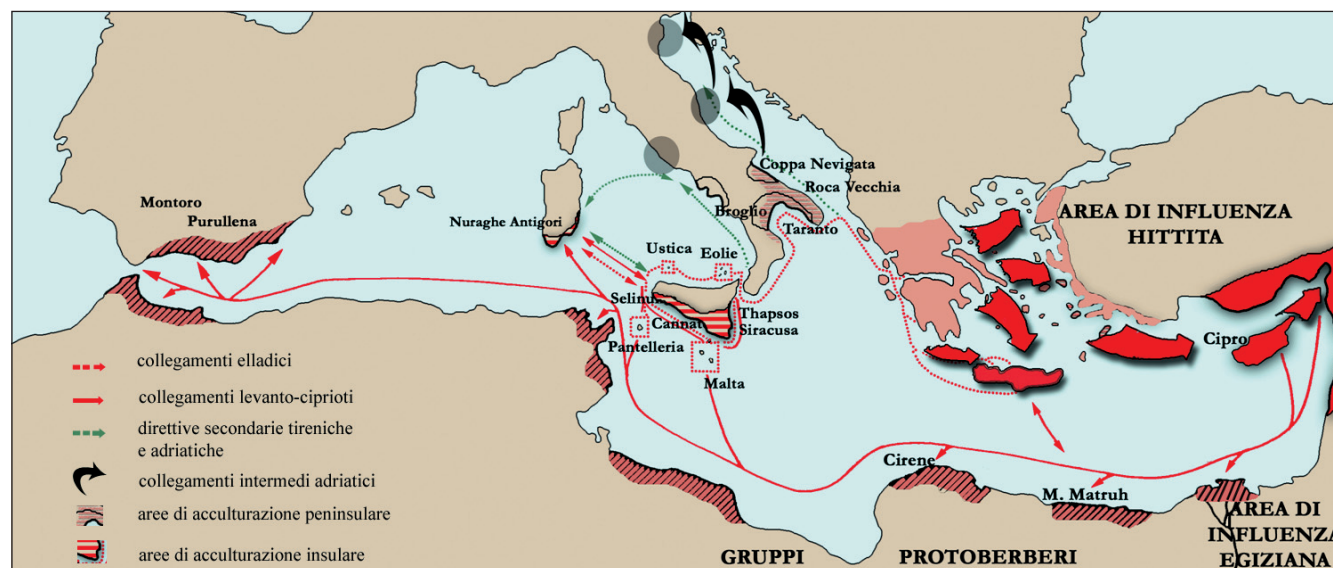 Montoro
Purullena
Nuraghe Antigori
Coppa Nevigata
Roca Vecchia
Broglio
Taranto
Ustica
Eolie
Selinu
Cannat
Thapsos
Siracusa
Pantelleria
Malta
AREA DI INFLUENZA
HITTITA
Cipro
Cirene
M. Matruh
AREA DI
INFLUENZA
EGIZIANA
GRUPPI PROTOBERBERI
collegamenti elladici
collegamenti levanto-ciprioti
direttive secondarie tireniche
e adriatiche
collegamenti intermedi adriatici
aree di acculturazione peninsulare
aree di acculturazione insulare